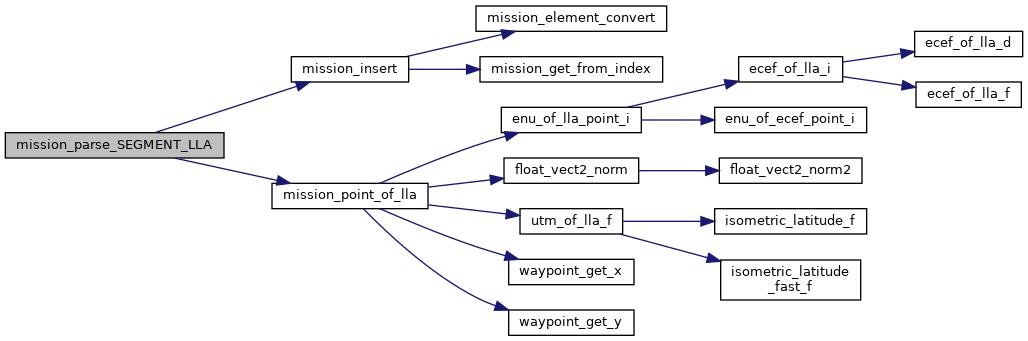 mission_parse_SEGMENT_LLA
mission_insert
mission_point_of_lla
mission_element_convert
mission_get_from_index
enu_of_lla_point_i
float_vect2_norm
utm_of_lla_f
waypoint_get_x
waypoint_get_y
ecef_of_lla_i
enu_of_ecef_point_i
float_vect2_norm2
isometric_latitude_f
isometric_latitude
_fast_f
ecef_of_lla_d
ecef_of_lla_f